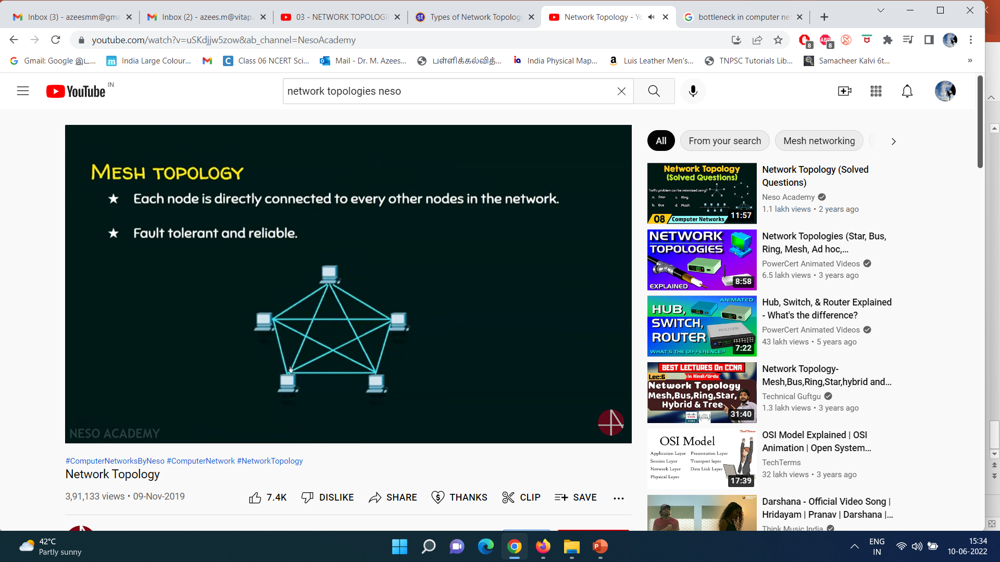 Inbox (3) - azeesmm@gma
Inbox (2) - azees.m@vitap.
03 - NETWORK TOPOLOGI
Types of Network Topology
Network Topology - Yo
bottleneck in computer ne
youtube.com/watch?v=uSKdjjw5zow&ab_channel=NesoAcademy
8
ABP
8
Gmail: Google இட...
India Large Colour...
Class 06 NCERT Sci...
Mail - Dr. M. Azees...
பள்ளிக்கல்வித்...
India Physical Map...
Luis Leather Men's...
TNPSC Tutorials Lib...
Samacheer Kalvi 6t...
YouTube IN
network topologies neso
MESH TOPOLOGY
★ Each node is directly connected to every other nodes in the network.
★ Fault tolerant and reliable.
NESO ACADEMY
#ComputerNetworksByNeso #ComputerNetwork #NetworkTopology
Network Topology
3,91,133 views • 09-Nov-2019
7.4K
DISLIKE
SHARE
THANKS
CLIP
SAVE
All
From your search
Mesh networking
Network Topology
(Solved Questions)
Traffic problem can be minimized using?
a. Star c. Ring
b. Bus d. Mesh
08 Computer Networks
11:57
Network Topology (Solved
Questions)
Neso Academy
1.1 lakh views • 2 years ago
NETWORK
TOPOLOGIES
EXPLAINED
8:58
Network Topologies (Star, Bus,
Ring, Mesh, Ad hoc,...
PowerCert Animated Videos
6.5 lakh views • 3 years ago
ANIMATED
HUB,
SWITCH,
ROUTER
ROUTER
WHAT'S THE DIFFERENCE?
7:22
Hub, Switch, & Router Explained
- What's the difference?
PowerCert Animated Videos
43 lakh views • 5 years ago
BEST LECTURES On CCNA
Lec:6 in Hindi/Urdu
Network Topology
Mesh,Bus,Ring,Star,
Hybrid & Tree
31:40
Network Topology-
Mesh,Bus,Ring,Star,hybrid and...
Technical Guftgu
1.3 lakh views • 3 years ago
TechTerms
OSI Model
Application Layer Presentation Layer
Session Layer Transport layer
Network Layer Data Link Layer
Physical Layer
17:39
OSI Model Explained | OSI
Animation | Open System...
TechTerms
32 lakh views • 3 years ago
Darshana - Official Video Song |
Hridayam | Pranav | Darshana |...
Think Music India
42°C
Partly sunny
ENG
IN
15:34
10-06-2022